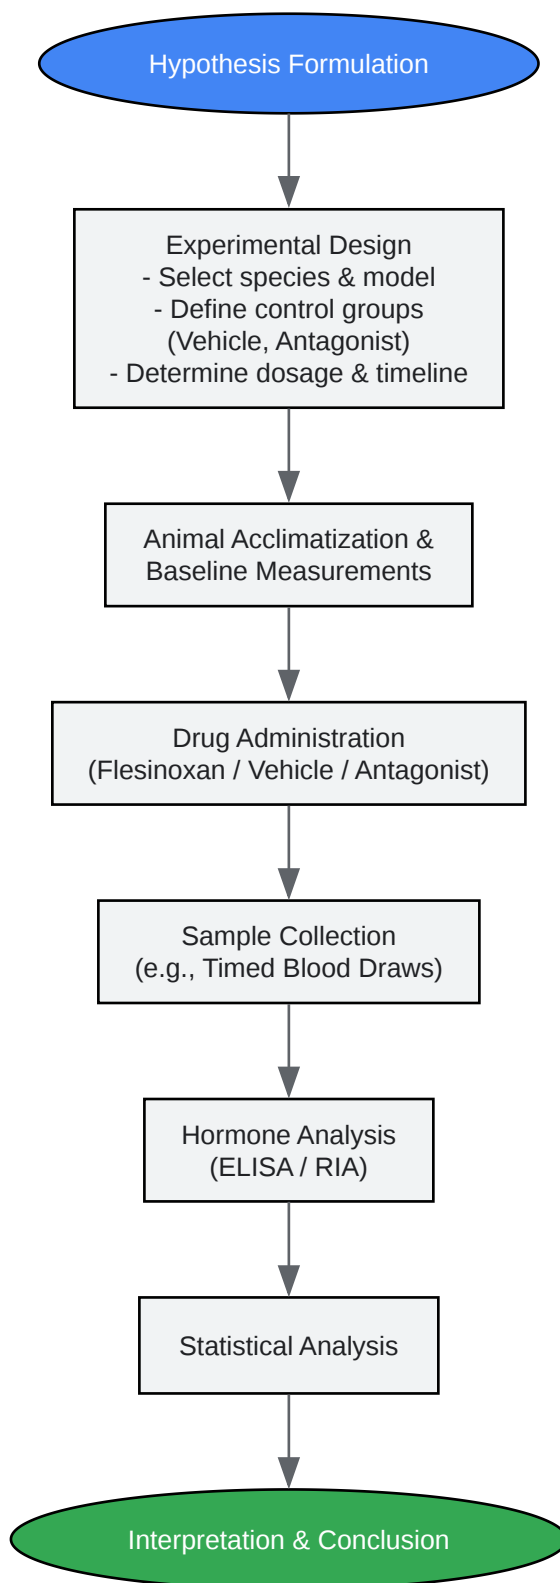 Hypothesis Formulation
Experimental Design
- Select species & model
- Define control groups
(Vehicle, Antagonist)
- Determine dosage & timeline
Animal Acclimatization &
Baseline Measurements
Drug Administration
(Flesinoxan / Vehicle / Antagonist)
Sample Collection
(e.g., Timed Blood Draws)
Hormone Analysis
(ELISA / RIA)
Statistical Analysis
Interpretation & Conclusion